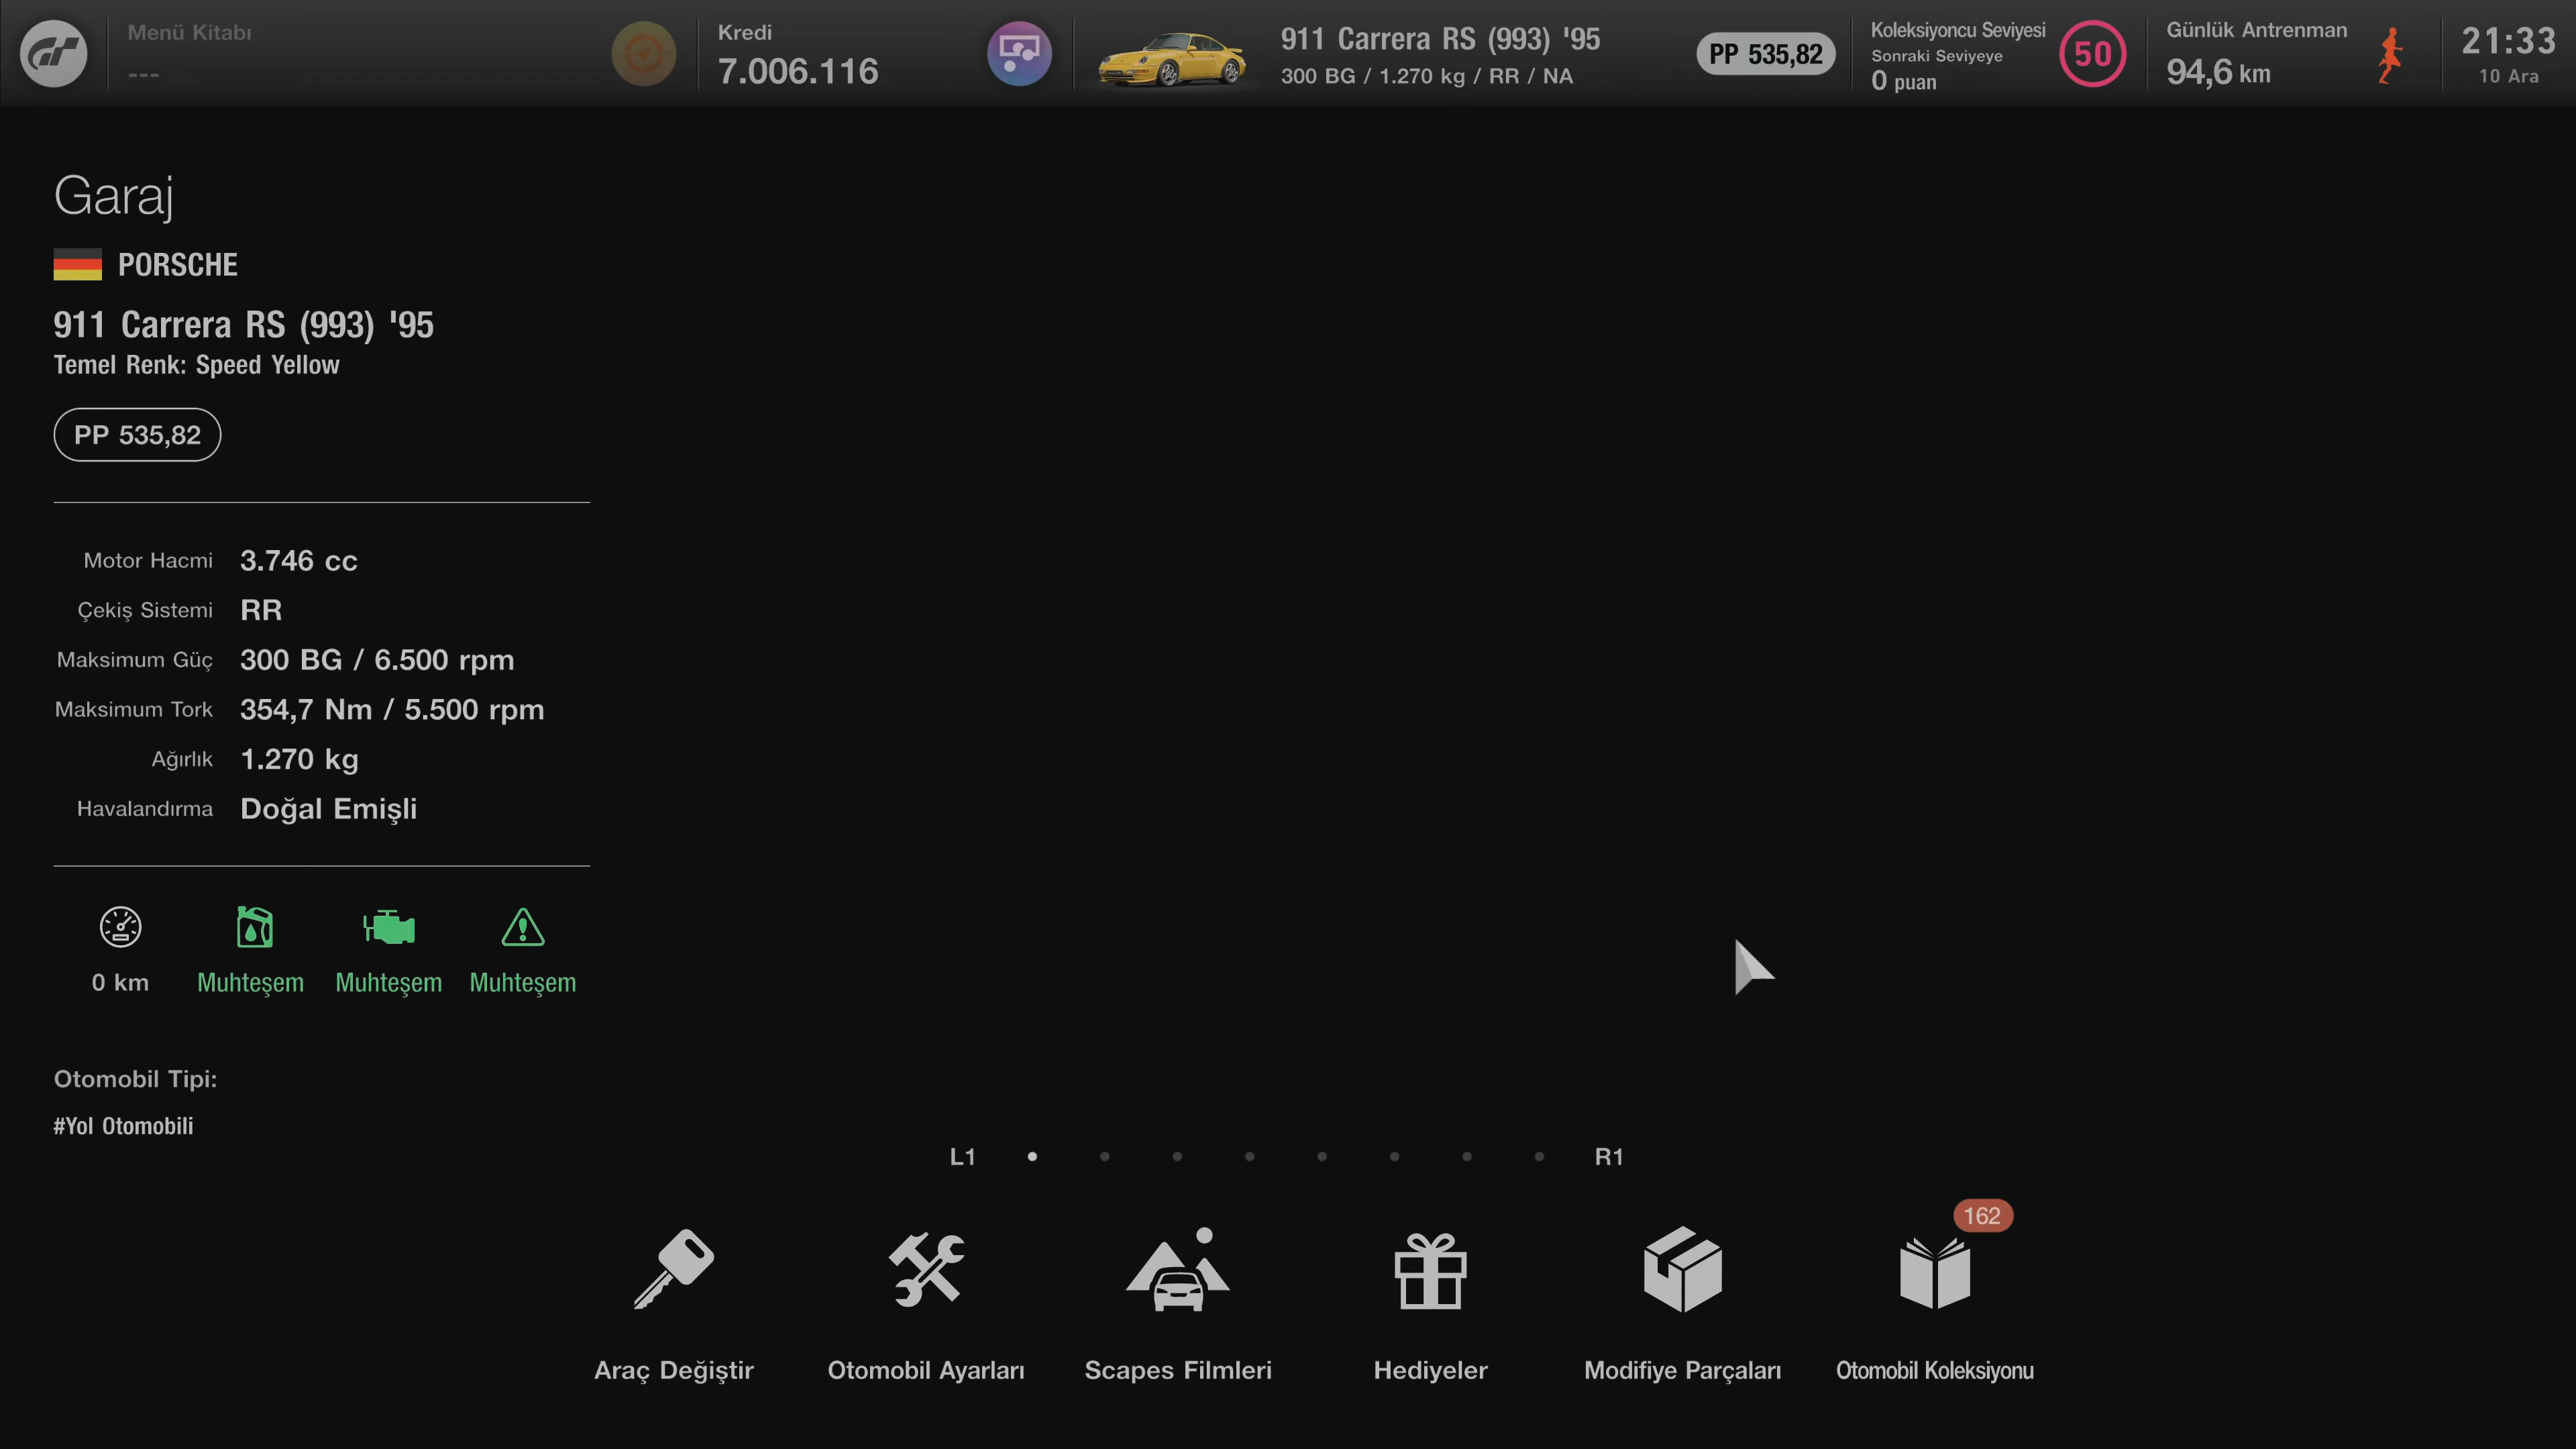 Menü Kitabı
---
Kredi
7.006.116
911 Carrera RS (993) '95
300 BG / 1.270 kg / RR / NA
PP 535,82
Koleksiyoncu Seviyesi
Sonraki Seviyeye
0 puan
50
Günlük Antrenman
94,6 km
21:33
10 Ara
Garaj
PORSCHE
911 Carrera RS (993) '95
Temel Renk: Speed Yellow
PP 535,82
Motor Hacmi 3.746 cc
Çekiş Sistemi RR
Maksimum Güç 300 BG / 6.500 rpm
Maksimum Tork 354,7 Nm / 5.500 rpm
Ağırlık 1.270 kg
Havalandırma Doğal Emişli
0 km Muhteşem Muhteşem Muhteşem
Otomobil Tipi:
#Yol Otomobili
L1 R1
162
Araç Değiştir Otomobil Ayarları Scapes Filmleri Hediyeler Modifiye Parçaları Otomobil Koleksiyonu